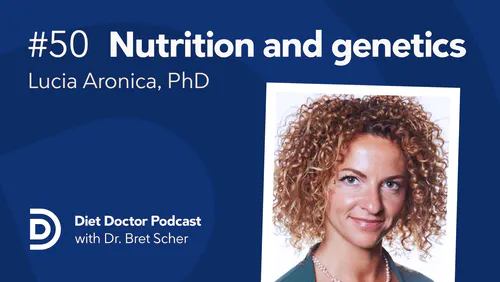 #50 Nutrition and genetics
Lucia Aronica, PhD
Diet Doctor Podcast
with Dr. Bret Scher